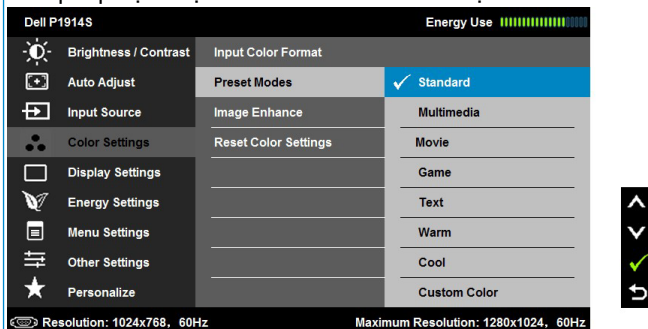 Dell P1914S Energy Use
Brightness / Contrast Input Color Format
Auto Adjust Preset Modes Standard
Input Source Image Enhance Multimedia
Color Settings Reset Color Settings Movie
Display Settings Game
Energy Settings Text
Menu Settings Warm
Other Settings Cool
Personalize Custom Color
Resolution: 1024x768, 60Hz Maximum Resolution: 1280x1024, 60Hz